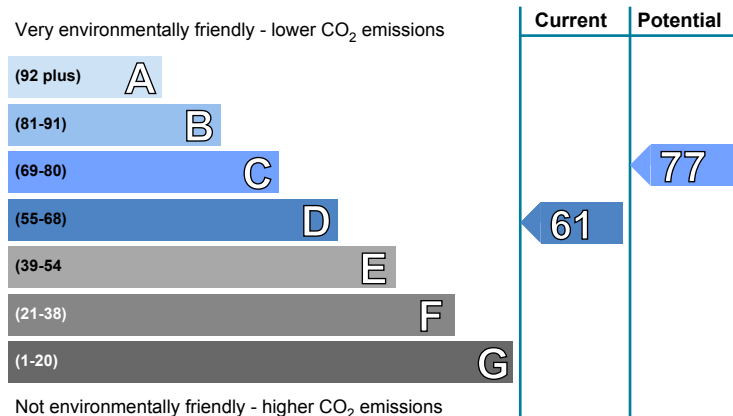 Very environmentally friendly - lower CO2 emissions
Current
Potential
(92 plus) A
(81-91) B
(69-80) C
77
(55-68) D
61
(39-54 E
(21-38) F
(1-20) G
Not environmentally friendly - higher CO2 emissions